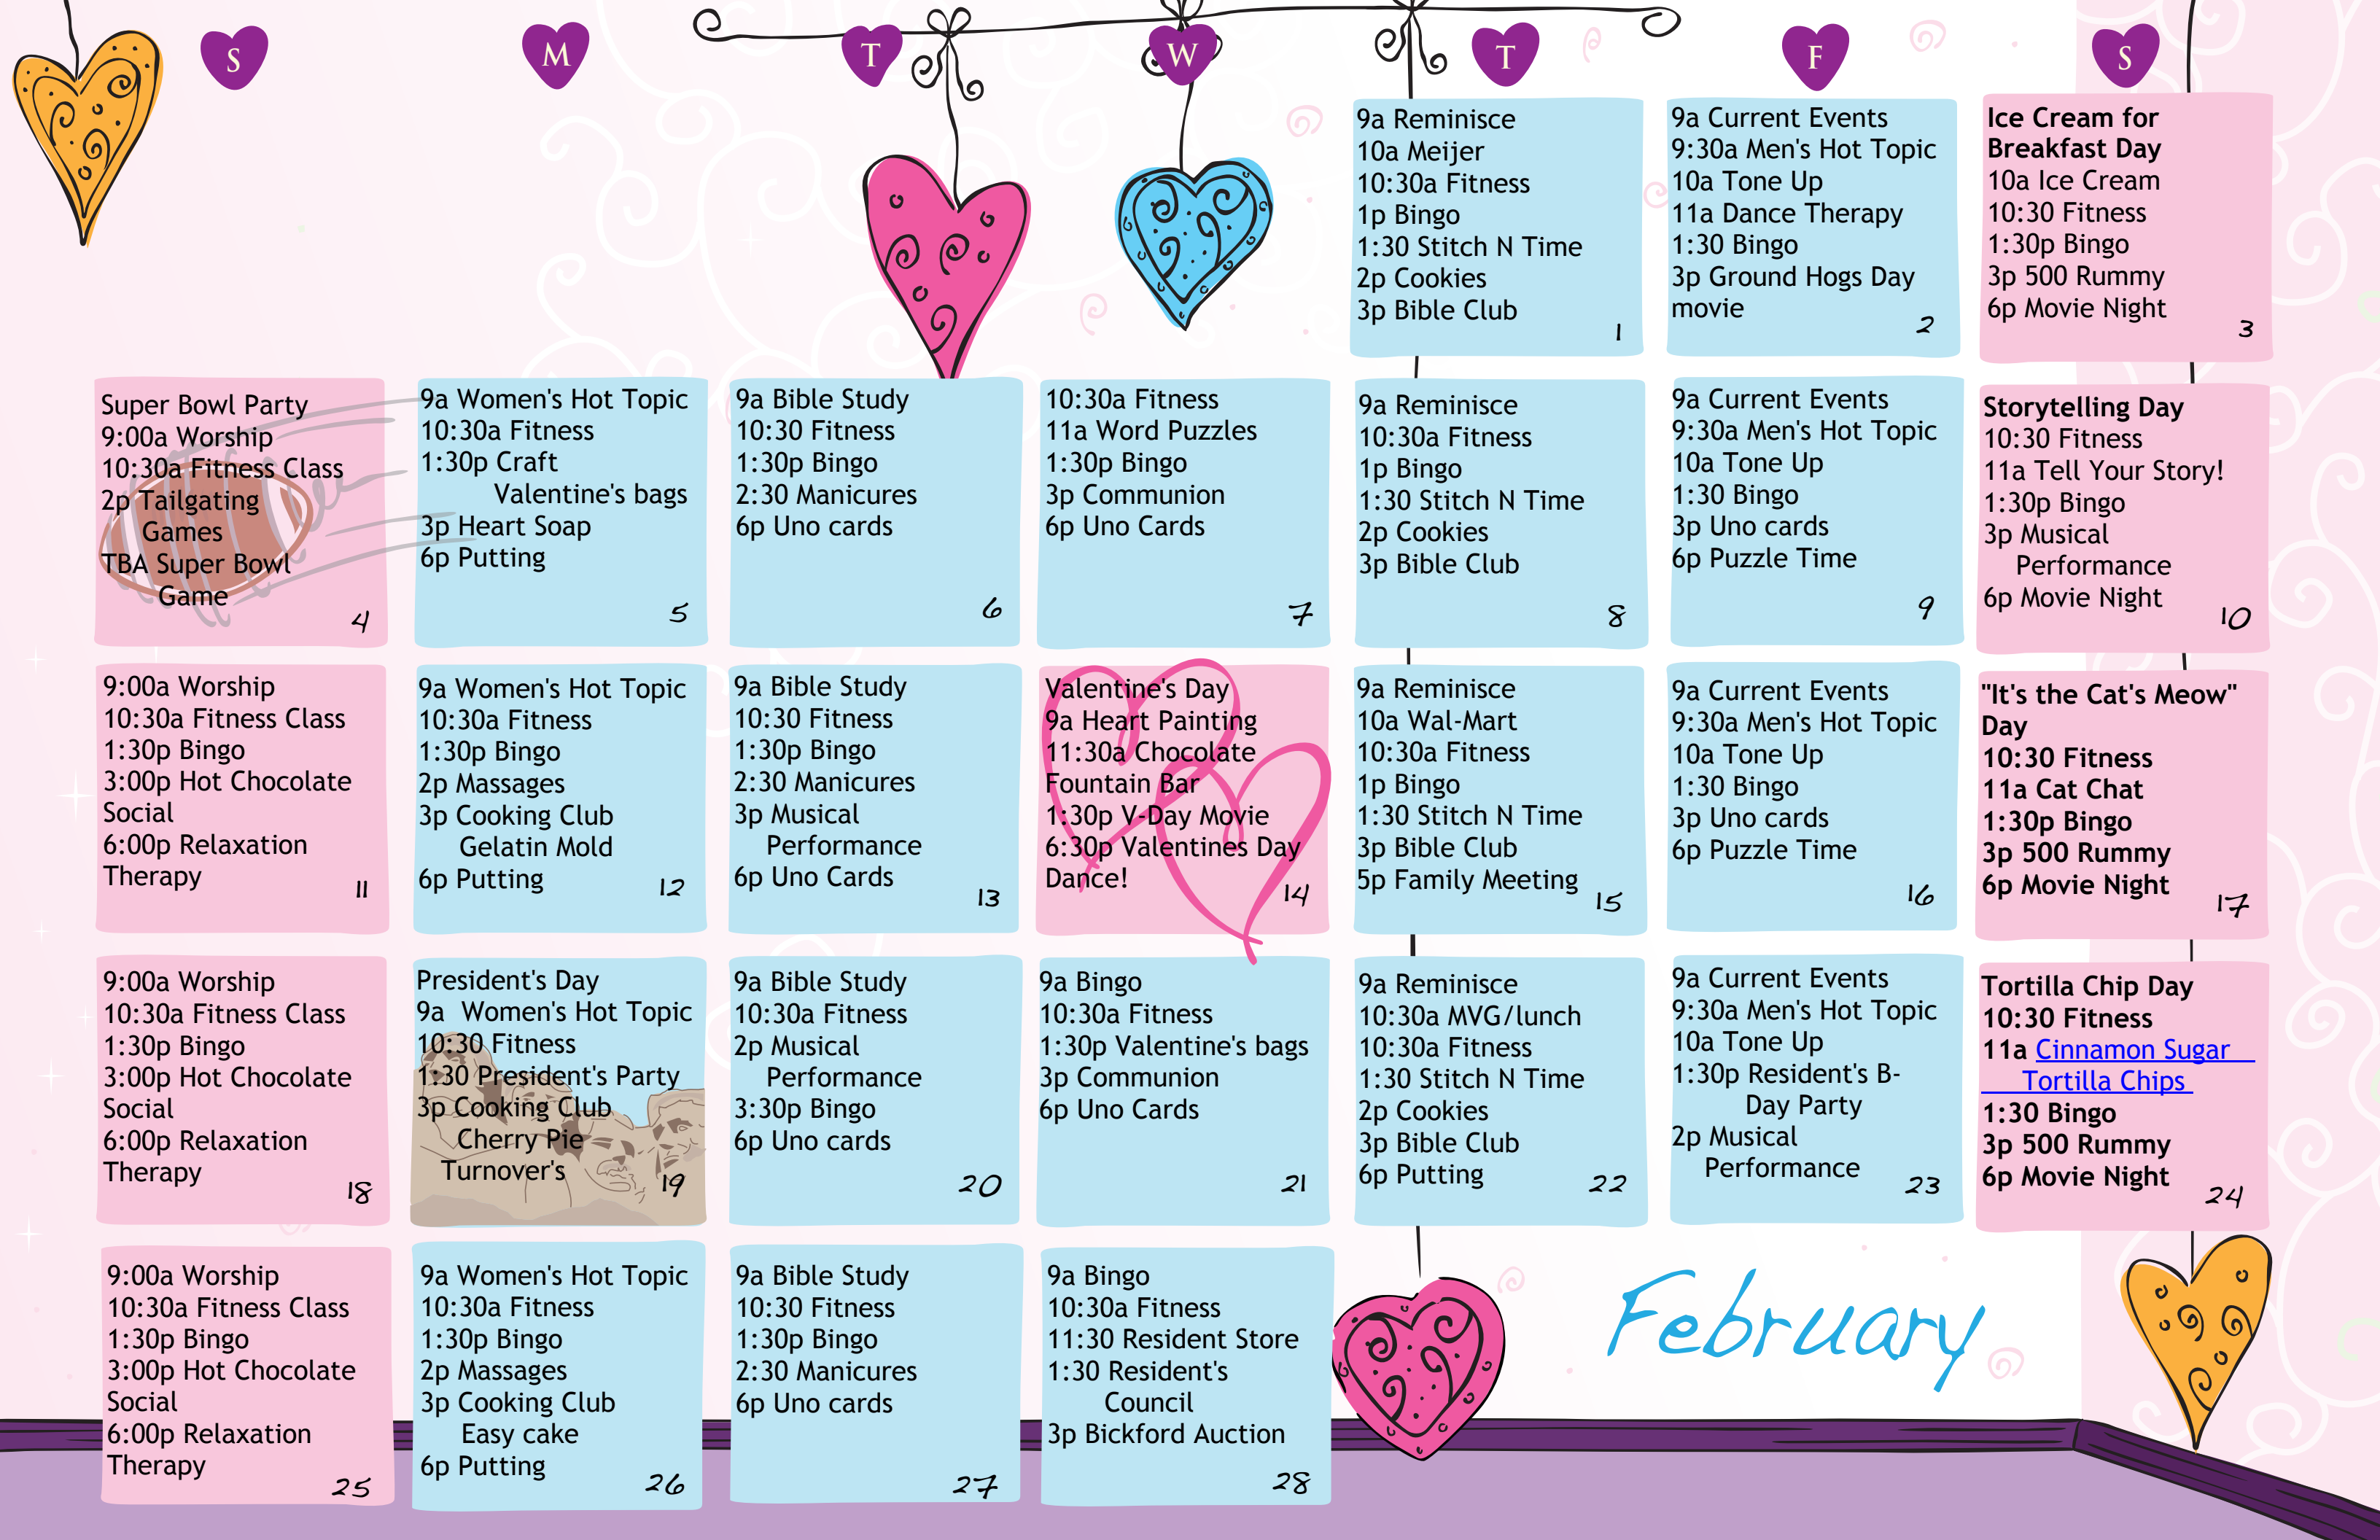 S
M
T
W
T
F
S
9a Reminisce
10a Meijer
10:30a Fitness
1p Bingo
1:30 Stitch N Time
2p Cookies
3p Bible Club
1
9a Current Events
9:30a Men's Hot Topic
10a Tone Up
11a Dance Therapy
1:30 Bingo
3p Ground Hogs Day
movie
2
Ice Cream for
Breakfast Day
10a Ice Cream
10:30 Fitness
1:30p Bingo
3p 500 Rummy
6p Movie Night
3
Super Bowl Party
9:00a Worship
10:30a Fitness Class
2p Tailgating
Games
TBA Super Bowl
Game
4
9a Women's Hot Topic
10:30a Fitness
1:30p Craft
Valentine's bags
3p Heart Soap
6p Putting
5
9a Bible Study
10:30 Fitness
1:30p Bingo
2:30 Manicures
6p Uno cards
6
10:30a Fitness
11a Word Puzzles
1:30p Bingo
3p Communion
6p Uno Cards
7
9a Reminisce
10:30a Fitness
1p Bingo
1:30 Stitch N Time
2p Cookies
3p Bible Club
8
9a Current Events
9:30a Men's Hot Topic
10a Tone Up
1:30 Bingo
3p Uno cards
6p Puzzle Time
9
Storytelling Day
10:30 Fitness
11a Tell Your Story!
1:30p Bingo
3p Musical
Performance
6p Movie Night
10
9:00a Worship
10:30a Fitness Class
1:30p Bingo
3:00p Hot Chocolate
Social
6:00p Relaxation
Therapy
11
9a Women's Hot Topic
10:30a Fitness
1:30p Bingo
2p Massages
3p Cooking Club
Gelatin Mold
6p Putting
12
9a Bible Study
10:30 Fitness
1:30p Bingo
2:30 Manicures
3p Musical
Performance
6p Uno Cards
13
Valentine's Day
9a Heart Painting
11:30a Chocolate
Fountain Bar
1:30p V-Day Movie
6:30p Valentines Day
Dance!
14
9a Reminisce
10a Wal-Mart
10:30a Fitness
1p Bingo
1:30 Stitch N Time
3p Bible Club
5p Family Meeting
15
9a Current Events
9:30a Men's Hot Topic
10a Tone Up
1:30 Bingo
3p Uno cards
6p Puzzle Time
16
"It's the Cat's Meow"
Day
10:30 Fitness
11a Cat Chat
1:30p Bingo
3p 500 Rummy
6p Movie Night
17
9:00a Worship
10:30a Fitness Class
1:30p Bingo
3:00p Hot Chocolate
Social
6:00p Relaxation
Therapy
18
President's Day
9a Women's Hot Topic
10:30 Fitness
1:30 President's Party
3p Cooking Club
Cherry Pie
Turnover's
19
9a Bible Study
10:30a Fitness
2p Musical
Performance
3:30p Bingo
6p Uno cards
20
9a Bingo
10:30a Fitness
1:30p Valentine's bags
3p Communion
6p Uno Cards
21
9a Reminisce
10:30a MVG/lunch
10:30a Fitness
1:30 Stitch N Time
2p Cookies
3p Bible Club
6p Putting
22
9a Current Events
9:30a Men's Hot Topic
10a Tone Up
1:30p Resident's B-
Day Party
2p Musical
Performance
23
Tortilla Chip Day
10:30 Fitness
11a Cinnamon Sugar
Tortilla Chips
1:30 Bingo
3p 500 Rummy
6p Movie Night
24
9:00a Worship
10:30a Fitness Class
1:30p Bingo
3:00p Hot Chocolate
Social
6:00p Relaxation
Therapy
25
9a Women's Hot Topic
10:30a Fitness
1:30p Bingo
2p Massages
3p Cooking Club
Easy cake
6p Putting
26
9a Bible Study
10:30 Fitness
1:30p Bingo
2:30 Manicures
6p Uno cards
27
9a Bingo
10:30a Fitness
11:30 Resident Store
1:30 Resident's
Council
3p Bickford Auction
28
February